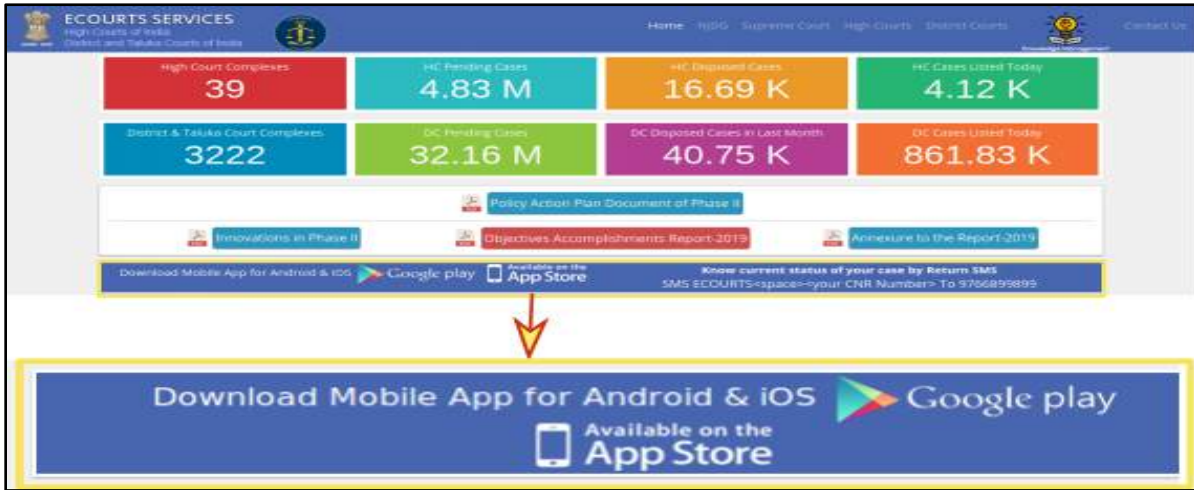 ECOURTS SERVICES
High Courts of India
District and Taluka Courts of India
Home NJDG Supreme Court High Courts District Courts
Knowledge Management
Contact Us
High Court Complexes
39
HC Pending Cases
4.83 M
HC Disposed Cases
16.69 K
HC Cases Listed Today
4.12 K
District & Taluka Court Complexes
3222
DC Pending Cases
32.16 M
DC Disposed Cases in Last Month
40.75 K
DC Cases Listed Today
861.83 K
Policy Action Plan Document of Phase II
Innovations in Phase II
Objectives Accomplishments Report-2019
Annexure to the Report-2019
Download Mobile App for Android & iOS Google play
Available on the
App Store
Know current status of your case by Return SMS
SMS ECOURTS<space><your CNR Number> To 9766899899
Download Mobile App for Android & iOS Google play
Available on the
App Store